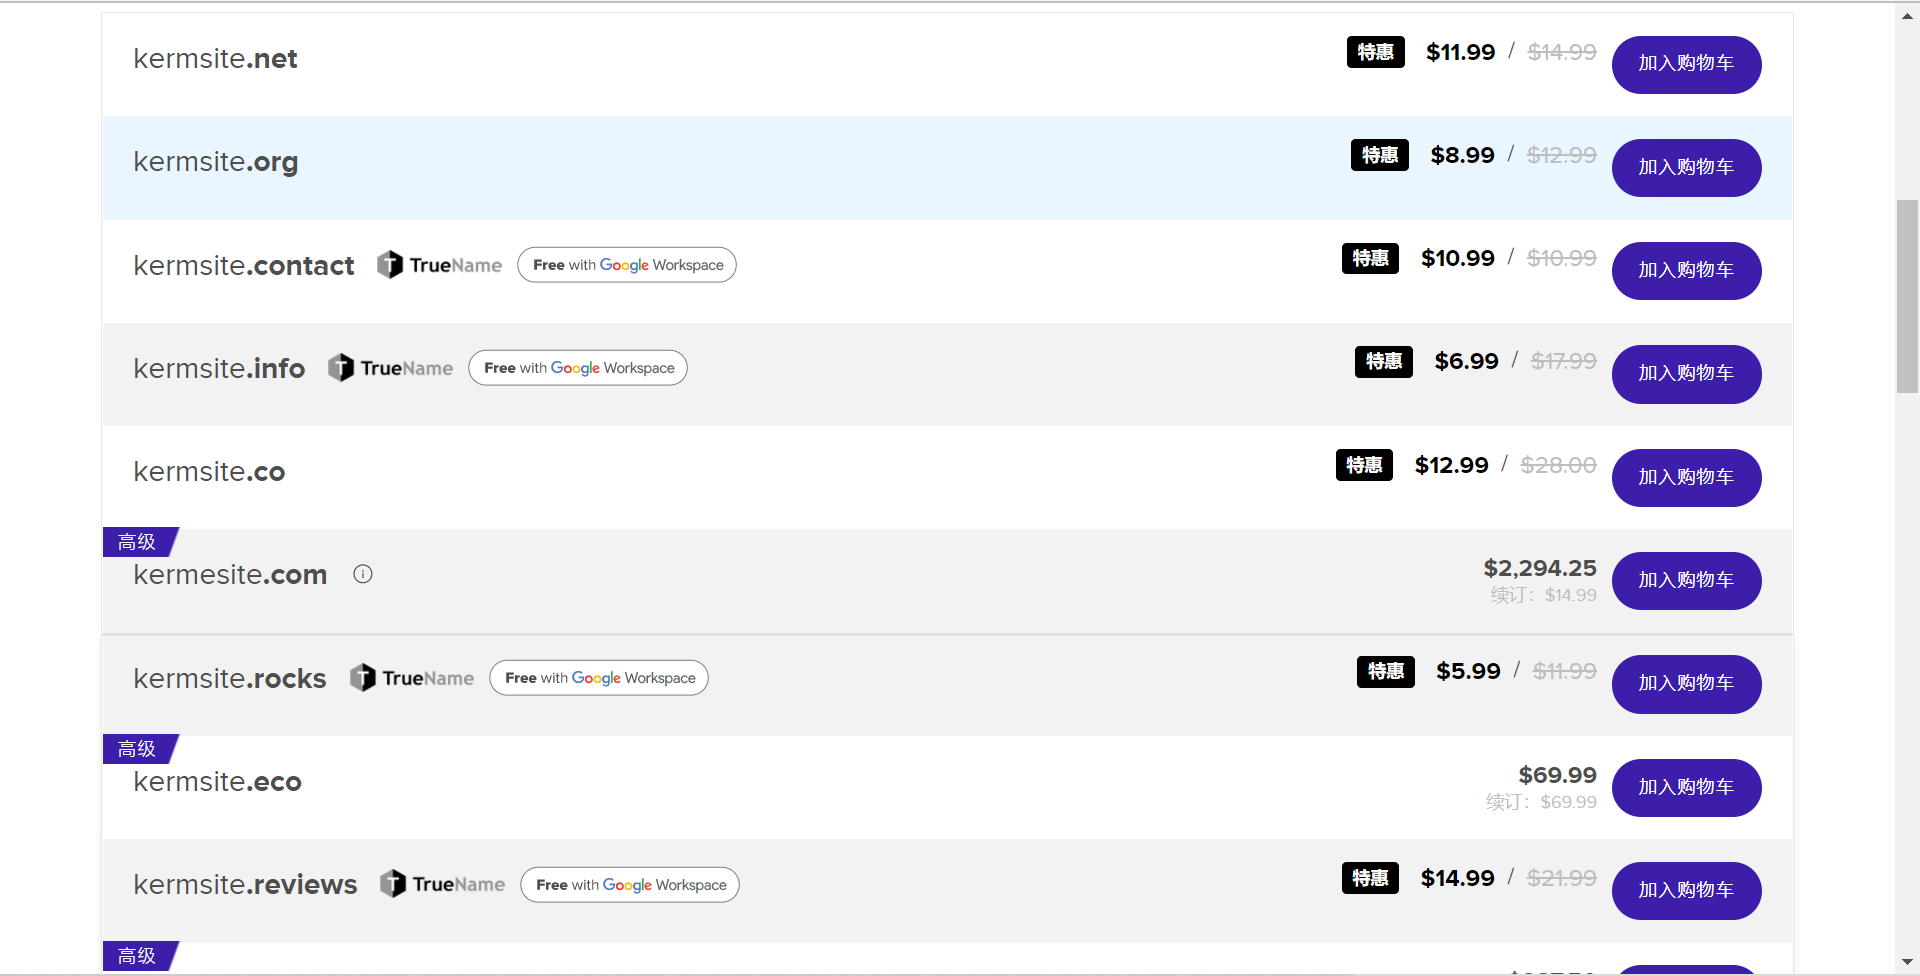 kermsite.net 特惠 $11.99 / $14.99 加入购物车
kermsite.org 特惠 $8.99 / $12.99 加入购物车
kermsite.contact TrueName Free with Google Workspace 特惠 $10.99 / $10.99 加入购物车
kermsite.info TrueName Free with Google Workspace 特惠 $6.99 / $17.99 加入购物车
kermsite.co 特惠 $12.99 / $28.00 加入购物车
高级
kermesite.com $2,294.25 加入购物车
续订：$14.99
kermsite.rocks TrueName Free with Google Workspace 特惠 $5.99 / $11.99 加入购物车
高级
kermsite.eco $69.99 加入购物车
续订：$69.99
kermsite.reviews TrueName Free with Google Workspace 特惠 $14.99 / $21.99 加入购物车
高级